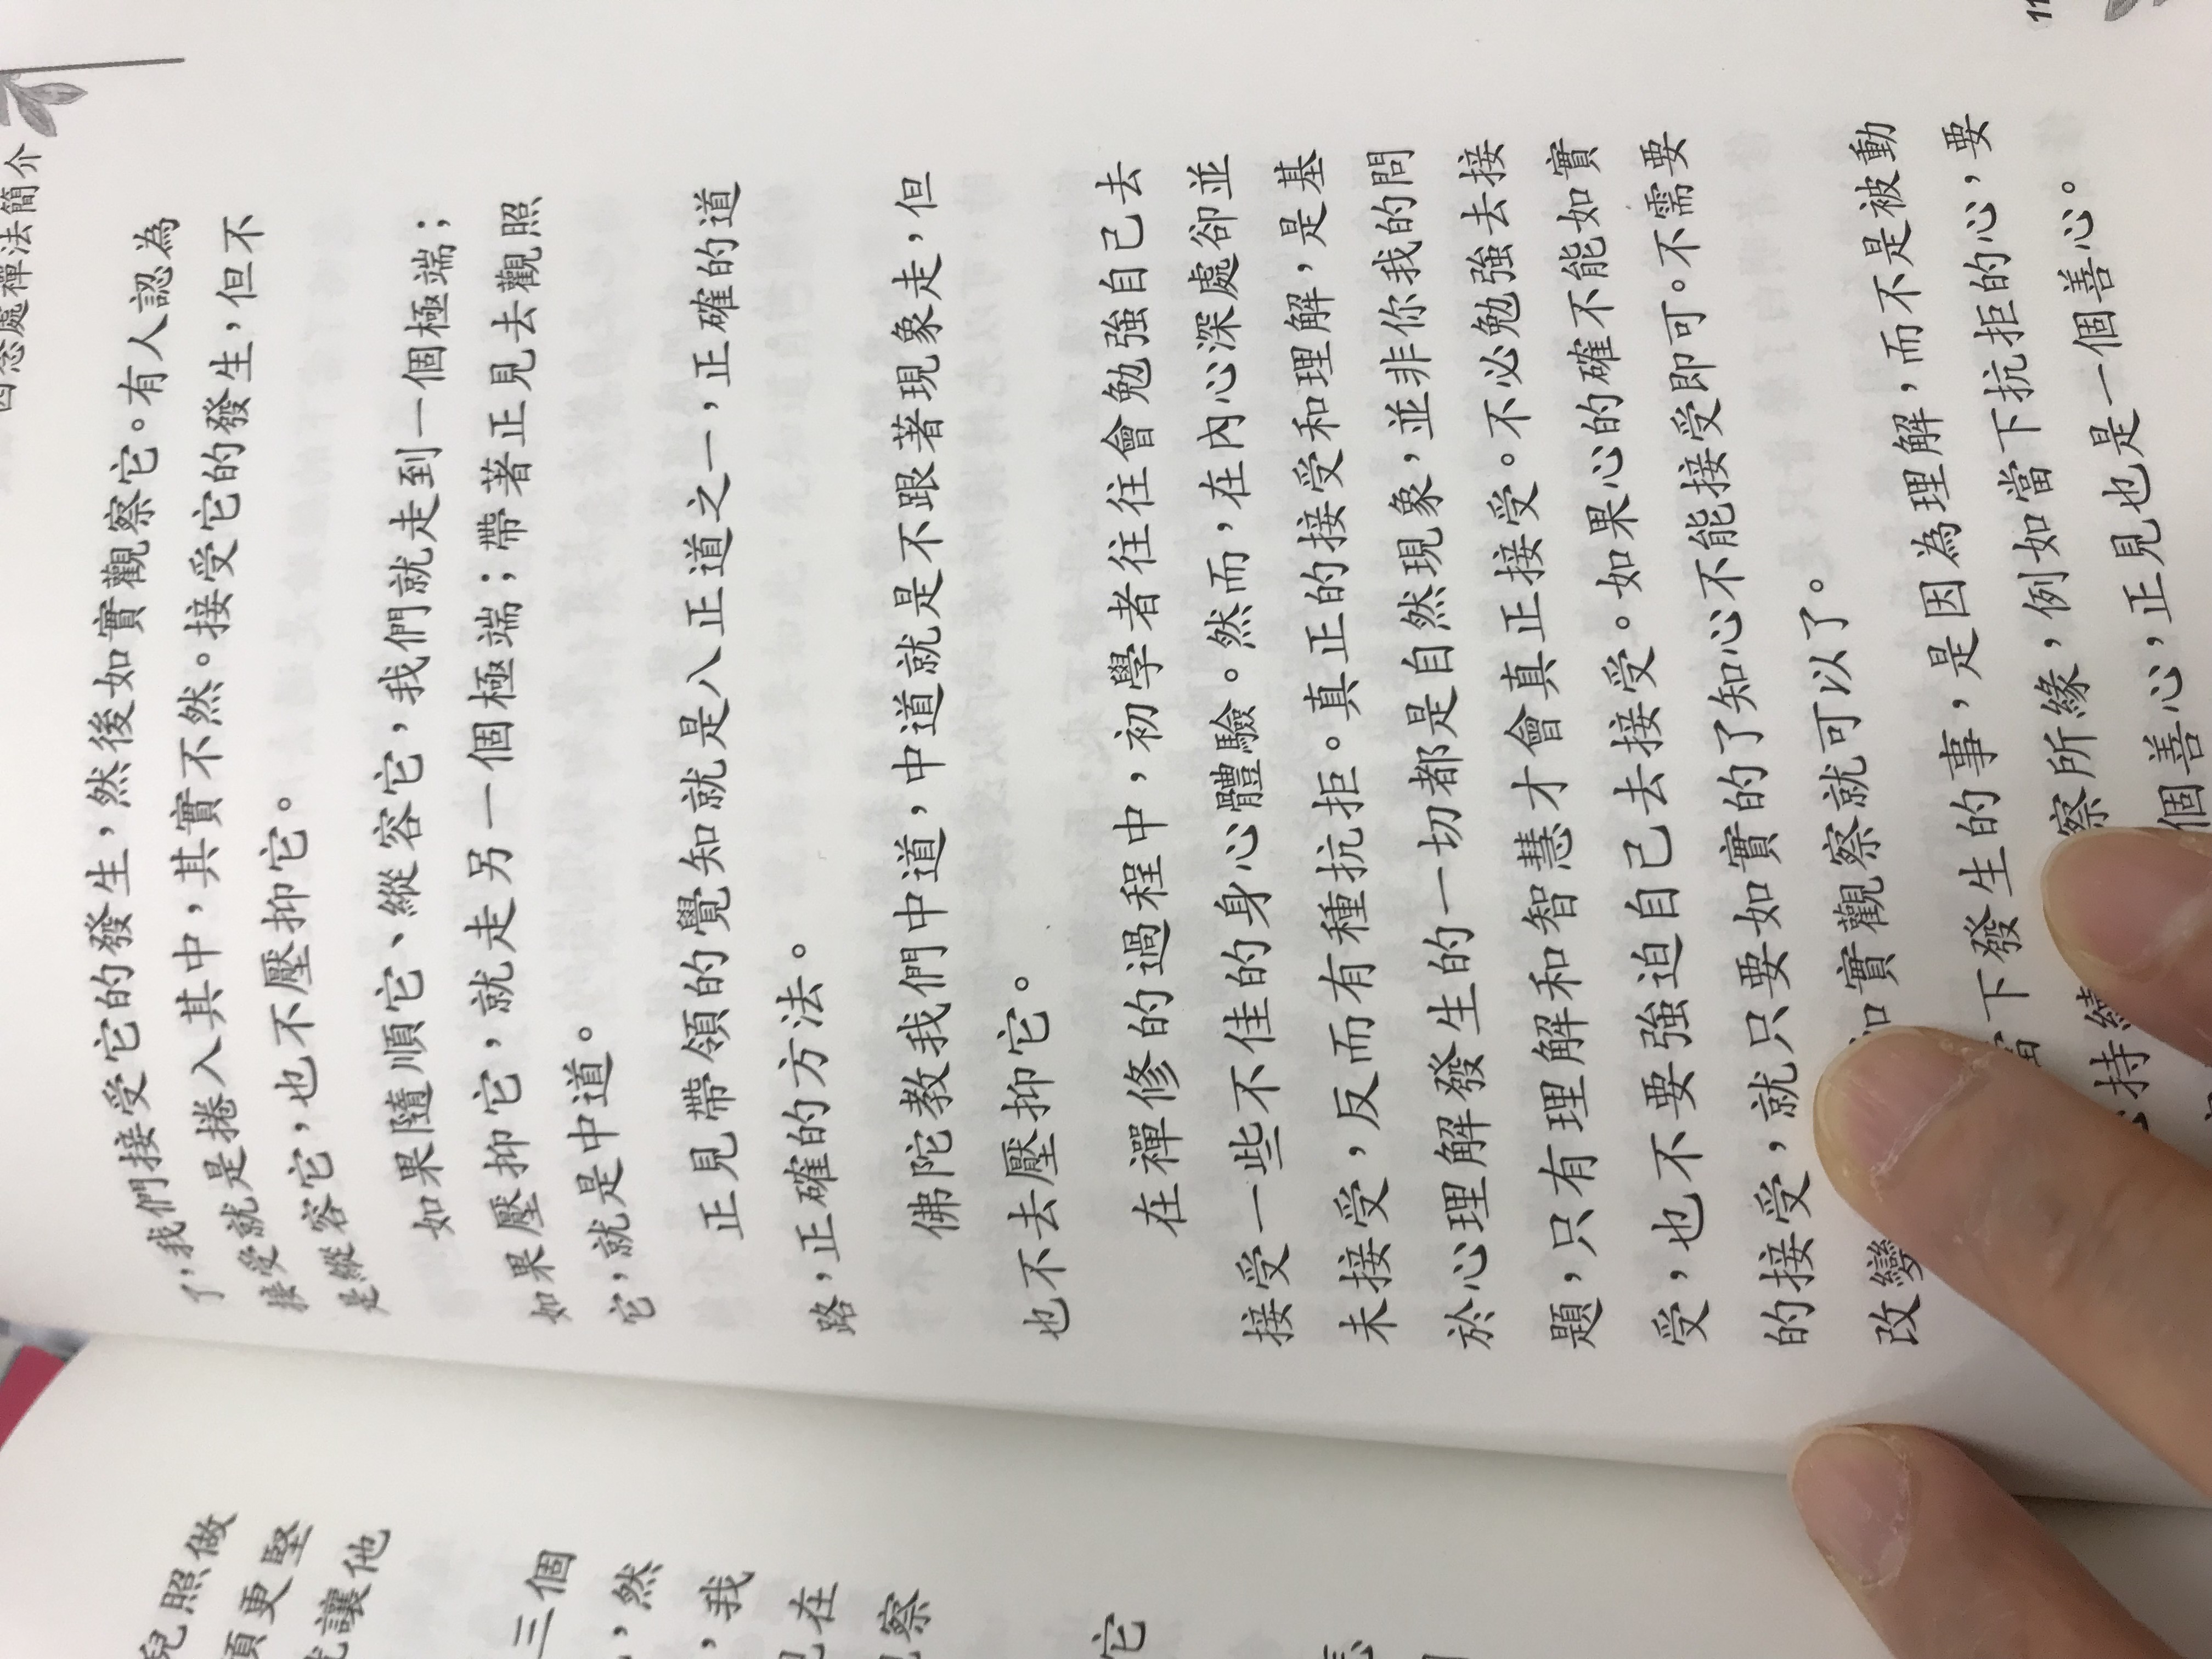 四念處禪法簡介
了，我們接受它的發生，然後如實觀察它。有人認為
接受就是捲入其中，其實不然。接受它的發生，但不
是縱容它，也不壓抑它。
如果隨順它、縱容它，我們就走到一個極端；
如果壓抑它，就走另一個極端；帶著正見去觀照
它，就是中道。
正見帶領的覺知就是八正道之一，正確的道
路，正確的方法。
佛陀教我們中道，中道就是不跟著現象走，但
也不去壓抑它。
在禪修的過程中，初學者往往會勉強自己去
接受一些不佳的身心體驗。然而，在內心深處卻並
未接受，反而有種抗拒。真正的接受和理解，是基
於心理解發生的一切都是自然現象，並非你我的問
題，只有理解和智慧才會真正接受。不必勉強去接
受，也不要強迫自己去接受。如果心的確不能如實
的接受，就只要如實的了知心不能接受即可。不需要
改變 如實觀察就可以了。
當下發生的事，是因為理解，而不是被動
持續 察所緣，例如當下抗拒的心，要
個善心，正見也是一個善心。
兒照做
須更堅
讓他
三個
，然
，我
在
察
它
11